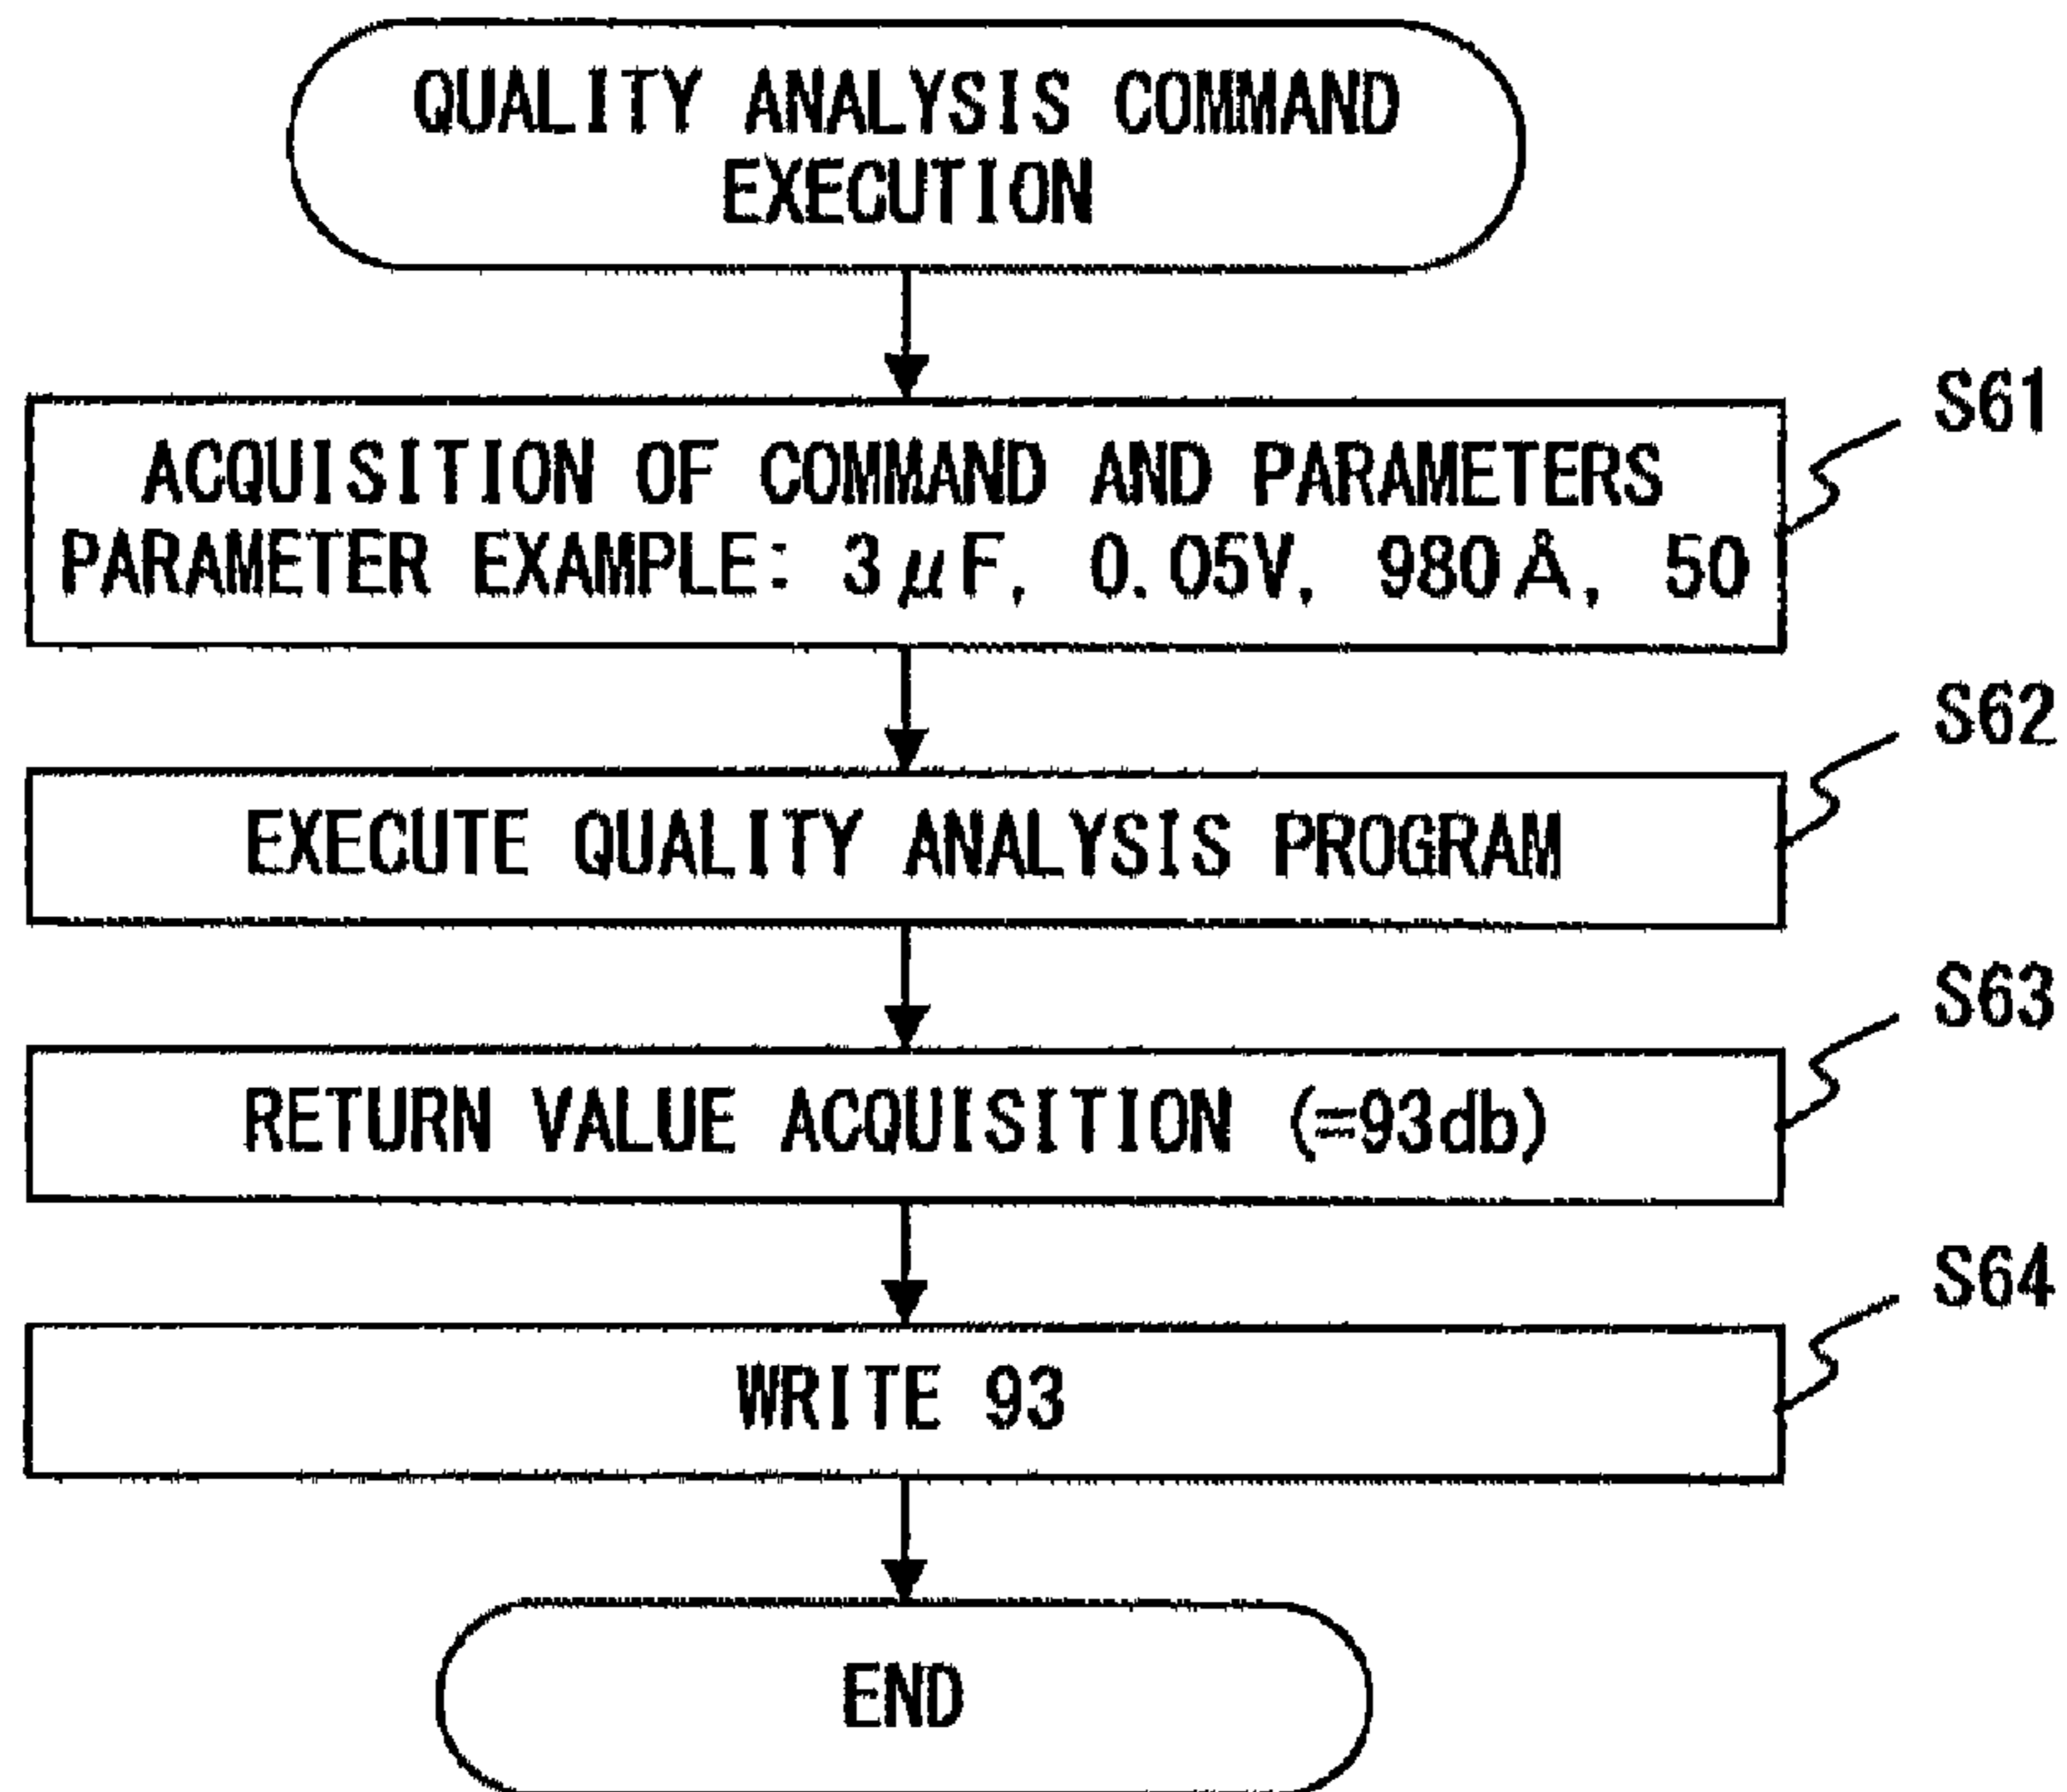 QUALITY ANALYSIS COMMAND
EXECUTION
S61
ACQUISITION OF COMMAND AND PARAMETERS
PARAMETER EXAMPLE: 3μF, 0.05V, 980Å, 50
S62
EXECUTE QUALITY ANALYSIS PROGRAM
S63
RETURN VALUE ACQUISITION (=93db)
S64
WRITE 93
END